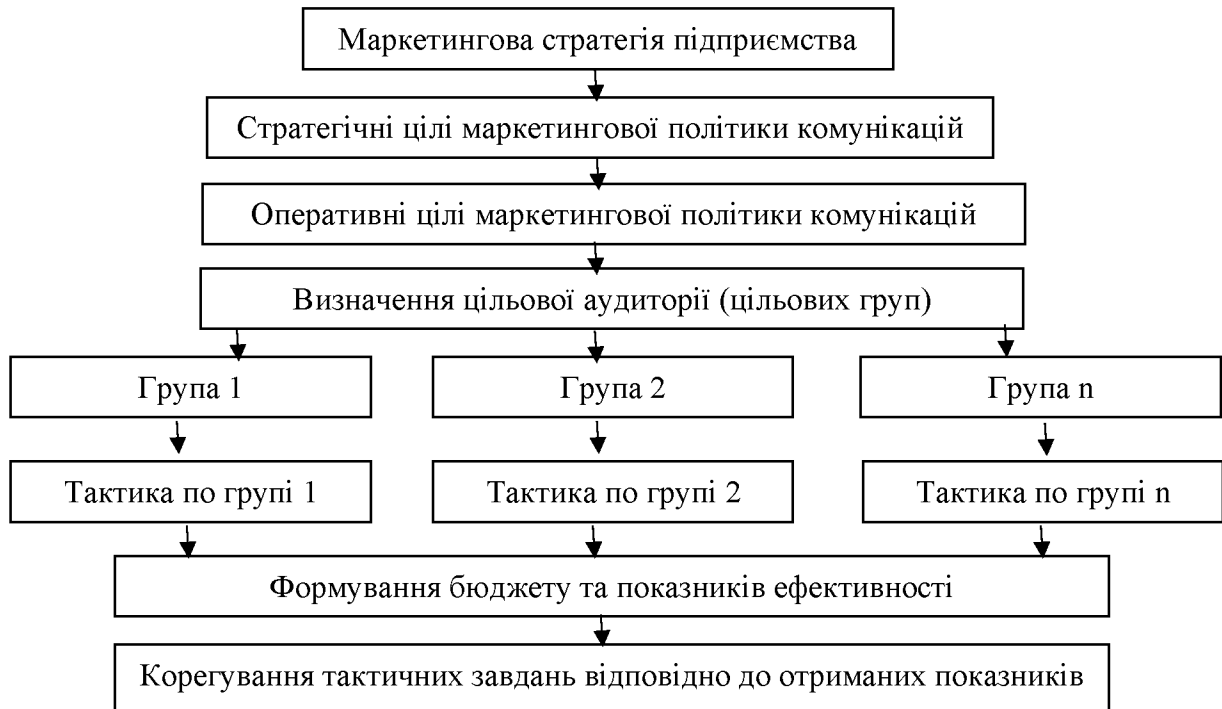 Маркетингова стратегія підприємства
Стратегічні цілі маркетингової політики комунікацій
Оперативні цілі маркетингової політики комунікацій
Визначення цільової аудиторії (цільових груп)
Група 1
Група 2
Група n
Тактика по групі 1
Тактика по групі 2
Тактика по групі n
Формування бюджету та показників ефективності
Корегування тактичних завдань відповідно до отриманих показників